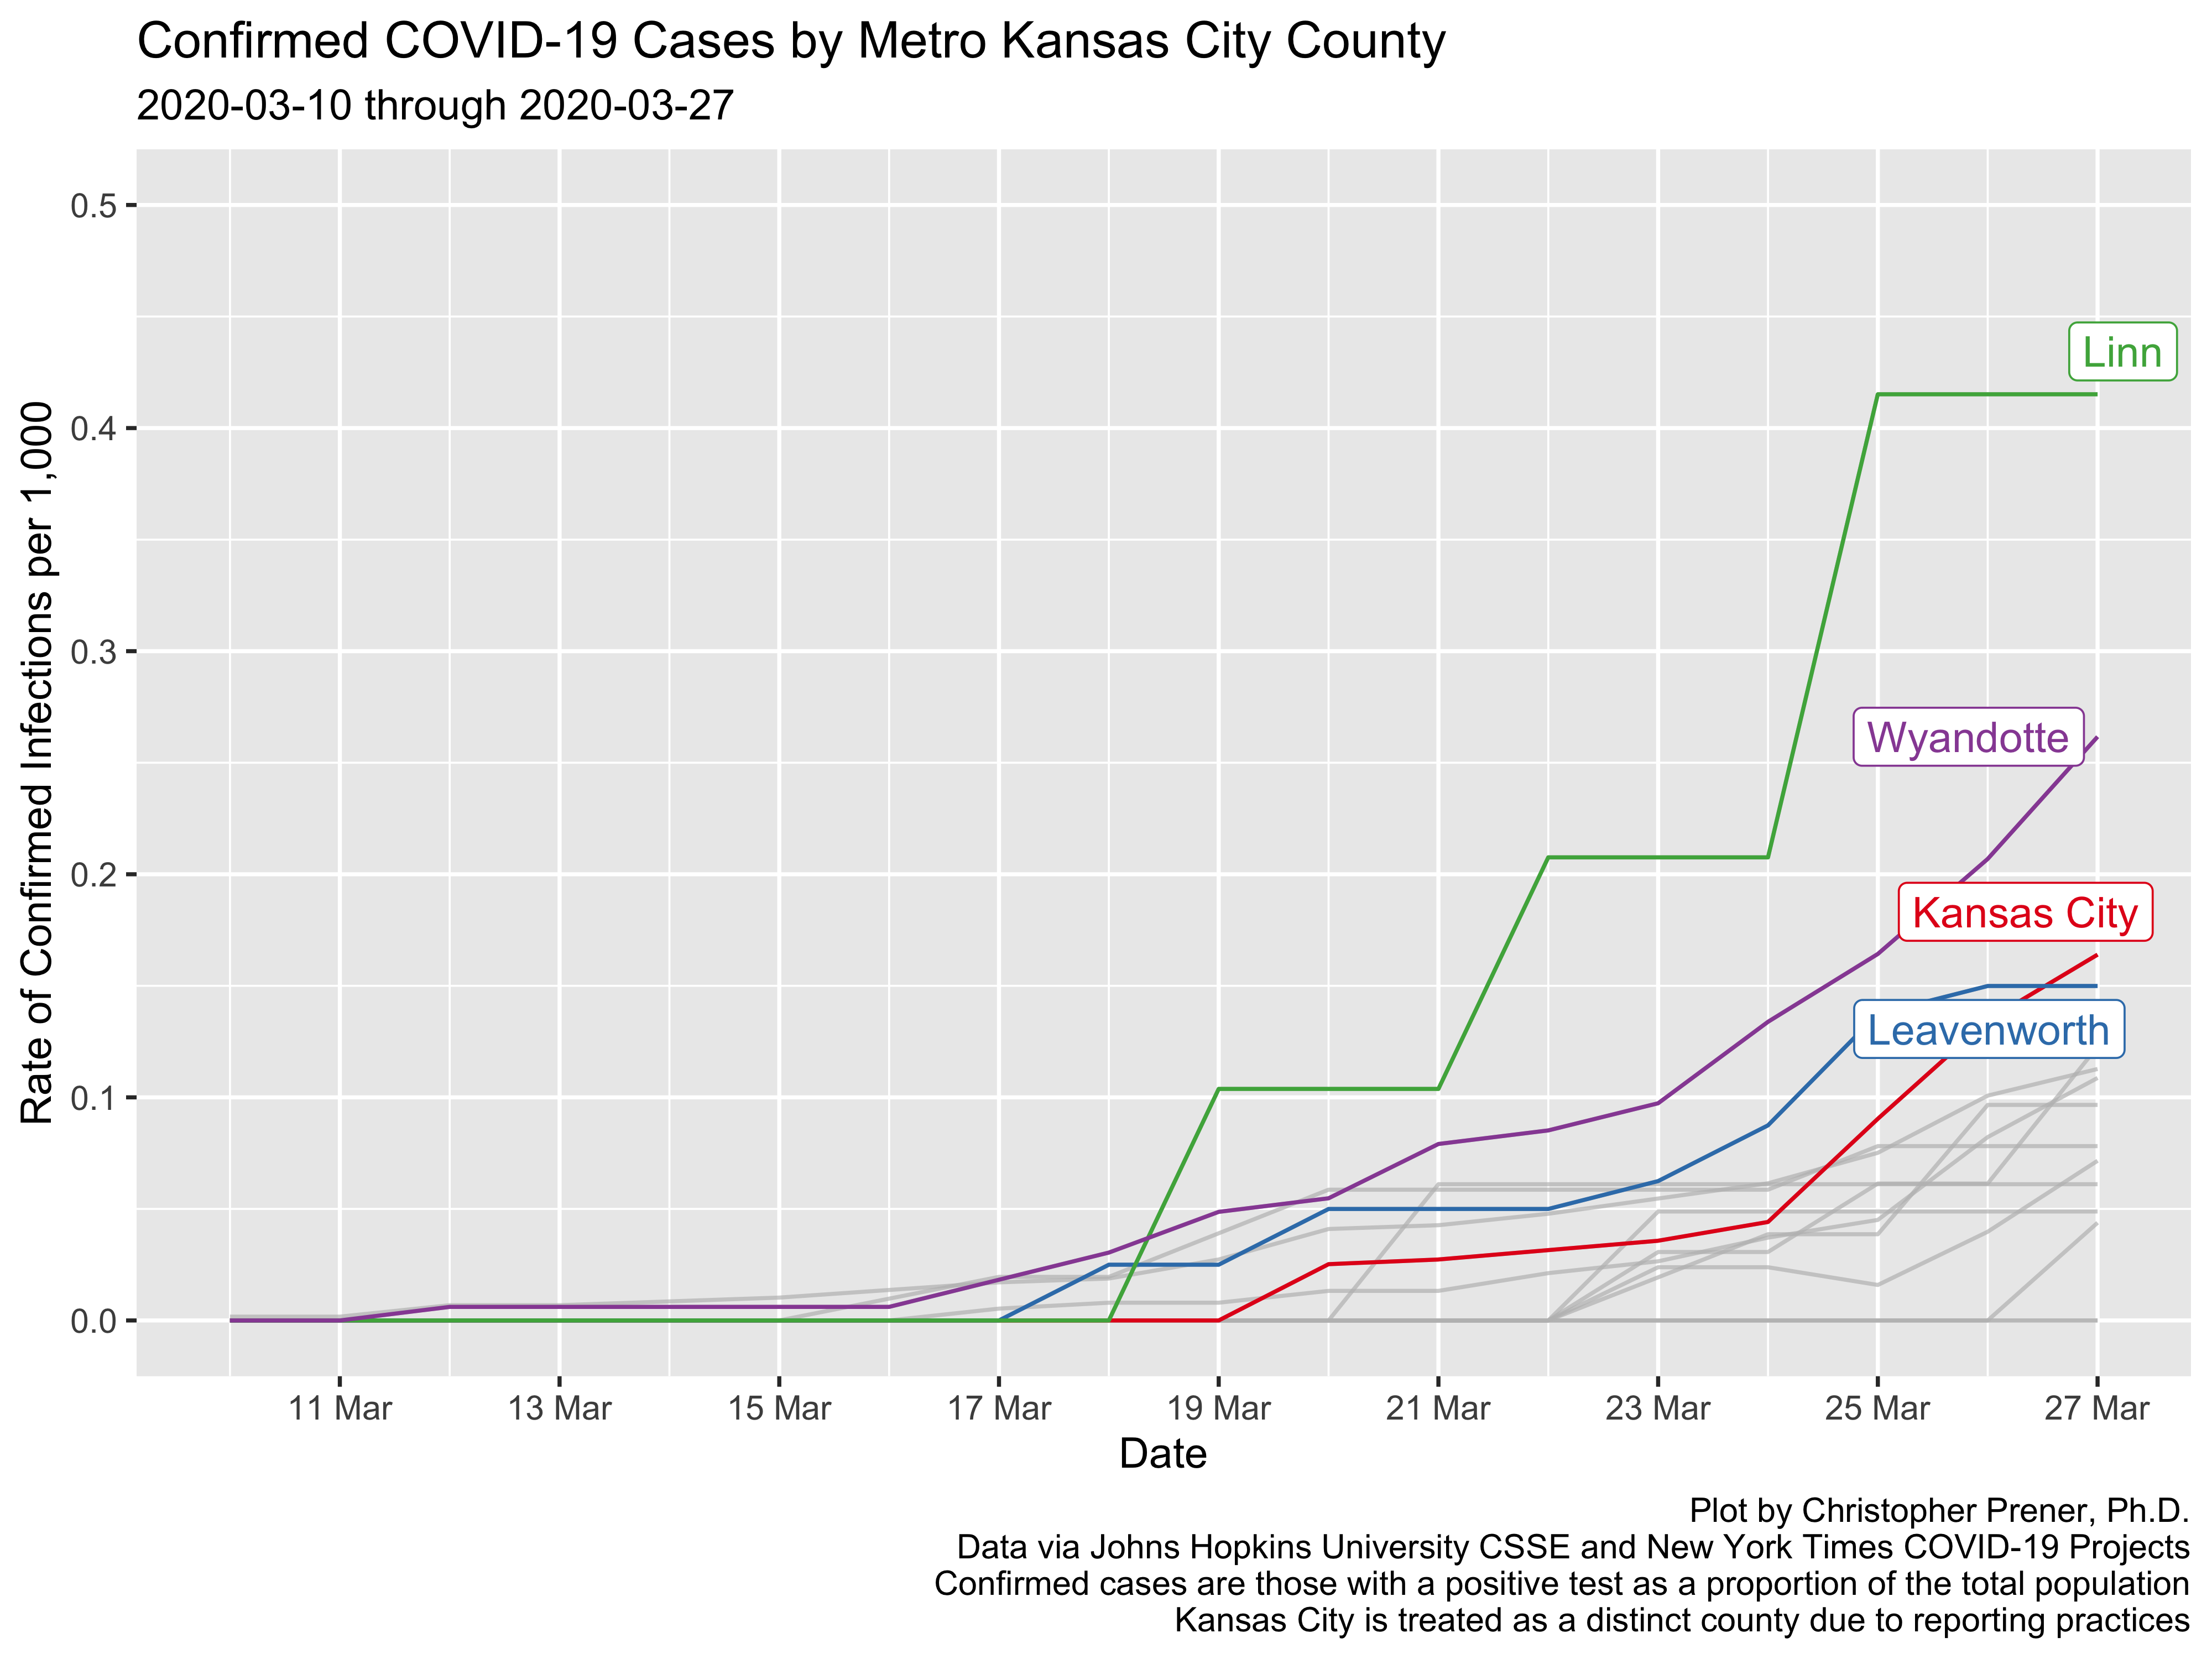 Confirmed COVID-19 Cases by Metro Kansas City County
2020-03-10 through 2020-03-27
Rate of Confirmed Infections per 1,000
0.5
0.4
0.3
0.2
0.1
0.0
Linn
Wyandotte
Kansas City
Leavenworth
11 Mar
13 Mar
15 Mar
17 Mar
19 Mar
21 Mar
23 Mar
25 Mar
27 Mar
Date
Plot by Christopher Prener, Ph.D.
Data via Johns Hopkins University CSSE and New York Times COVID-19 Projects
Confirmed cases are those with a positive test as a proportion of the total population
Kansas City is treated as a distinct county due to reporting practices